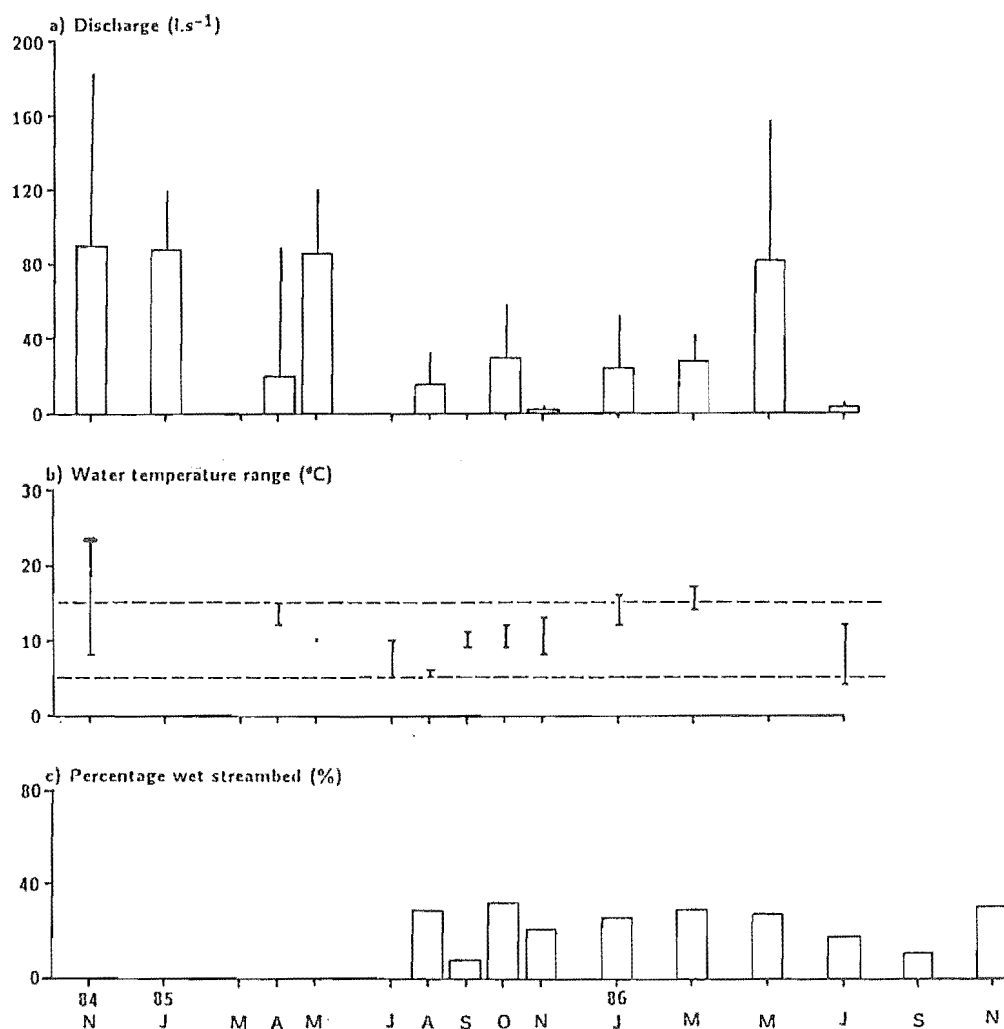 a) Discharge (l.s⁻¹)
200
160
120
80
40
0
b) Water temperature range (°C)
30
20
10
0
c) Percentage wet streambed (%)
80
40
0
84 85 86
N J M A M J A S O N J M M J S N